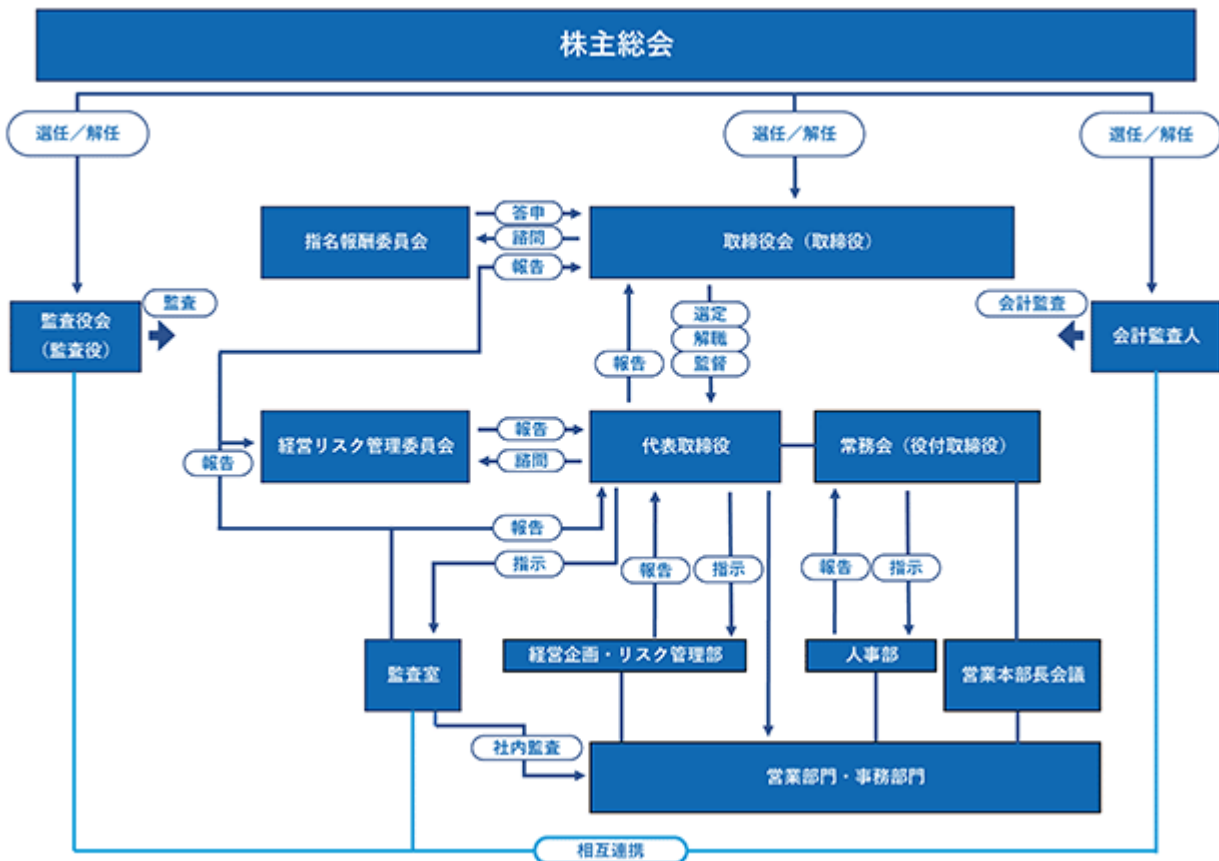 株主総会
選任／解任
選任／解任
選任／解任
指名報酬委員会
答申
諮問
報告
取締役会（取締役）
監査役会
（監査役）
監査
選定
解職
監督
報告
会計監査
会計監査人
経営リスク管理委員会
報告
諮問
代表取締役
常務会（役付取締役）
報告
報告
指示
報告
指示
報告
指示
監査室
経営企画・リスク管理部
人事部
営業本部長会議
社内監査
営業部門・事務部門
相互連携